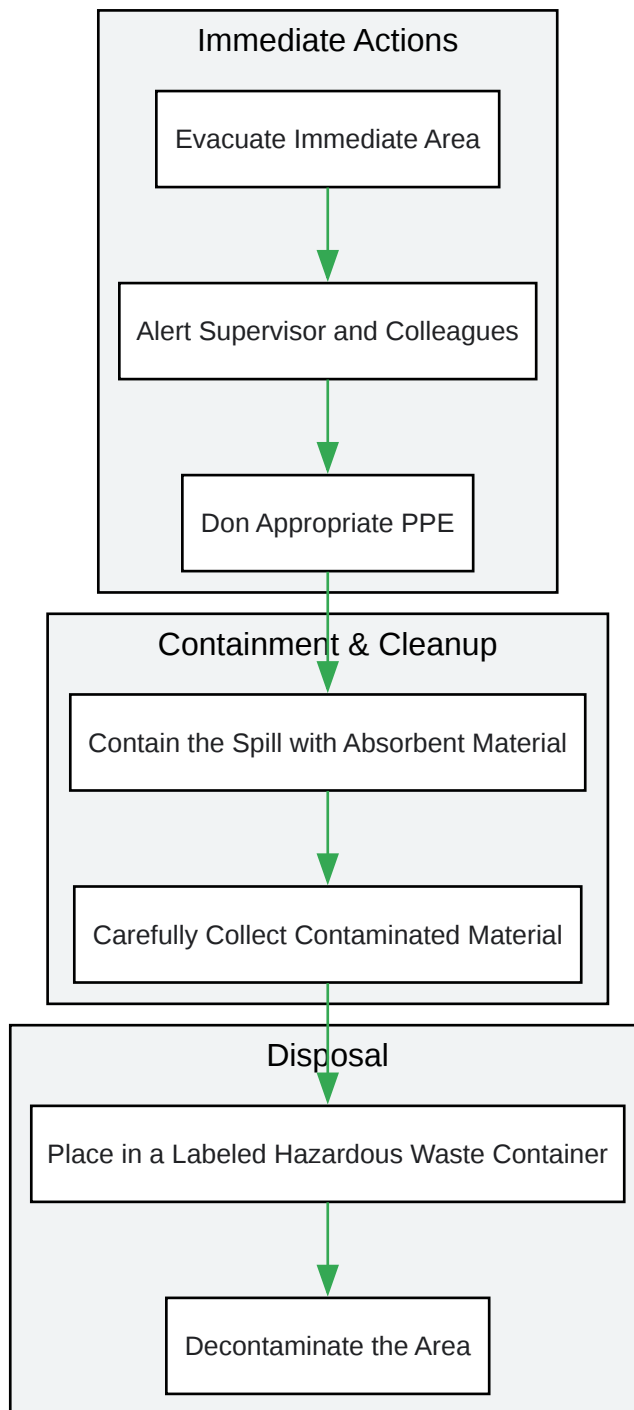 Immediate Actions
Evacuate Immediate Area
Alert Supervisor and Colleagues
Don Appropriate PPE
Containment & Cleanup
Contain the Spill with Absorbent Material
Carefully Collect Contaminated Material
Disposal
Place in a Labeled Hazardous Waste Container
Decontaminate the Area